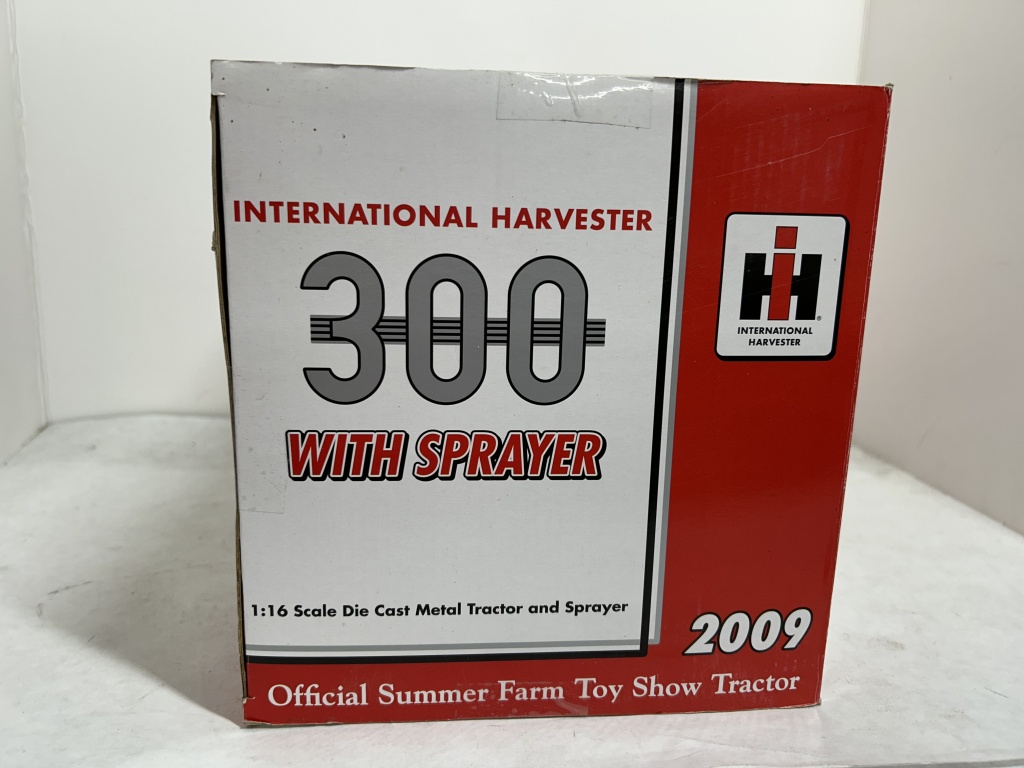 INTERNATIONAL HARVESTER
300
WITH SPRAYER
1:16 Scale Die Cast Metal Tractor and Sprayer
IH®
INTERNATIONAL
HARVESTER
2009
Official Summer Farm Toy Show Tractor